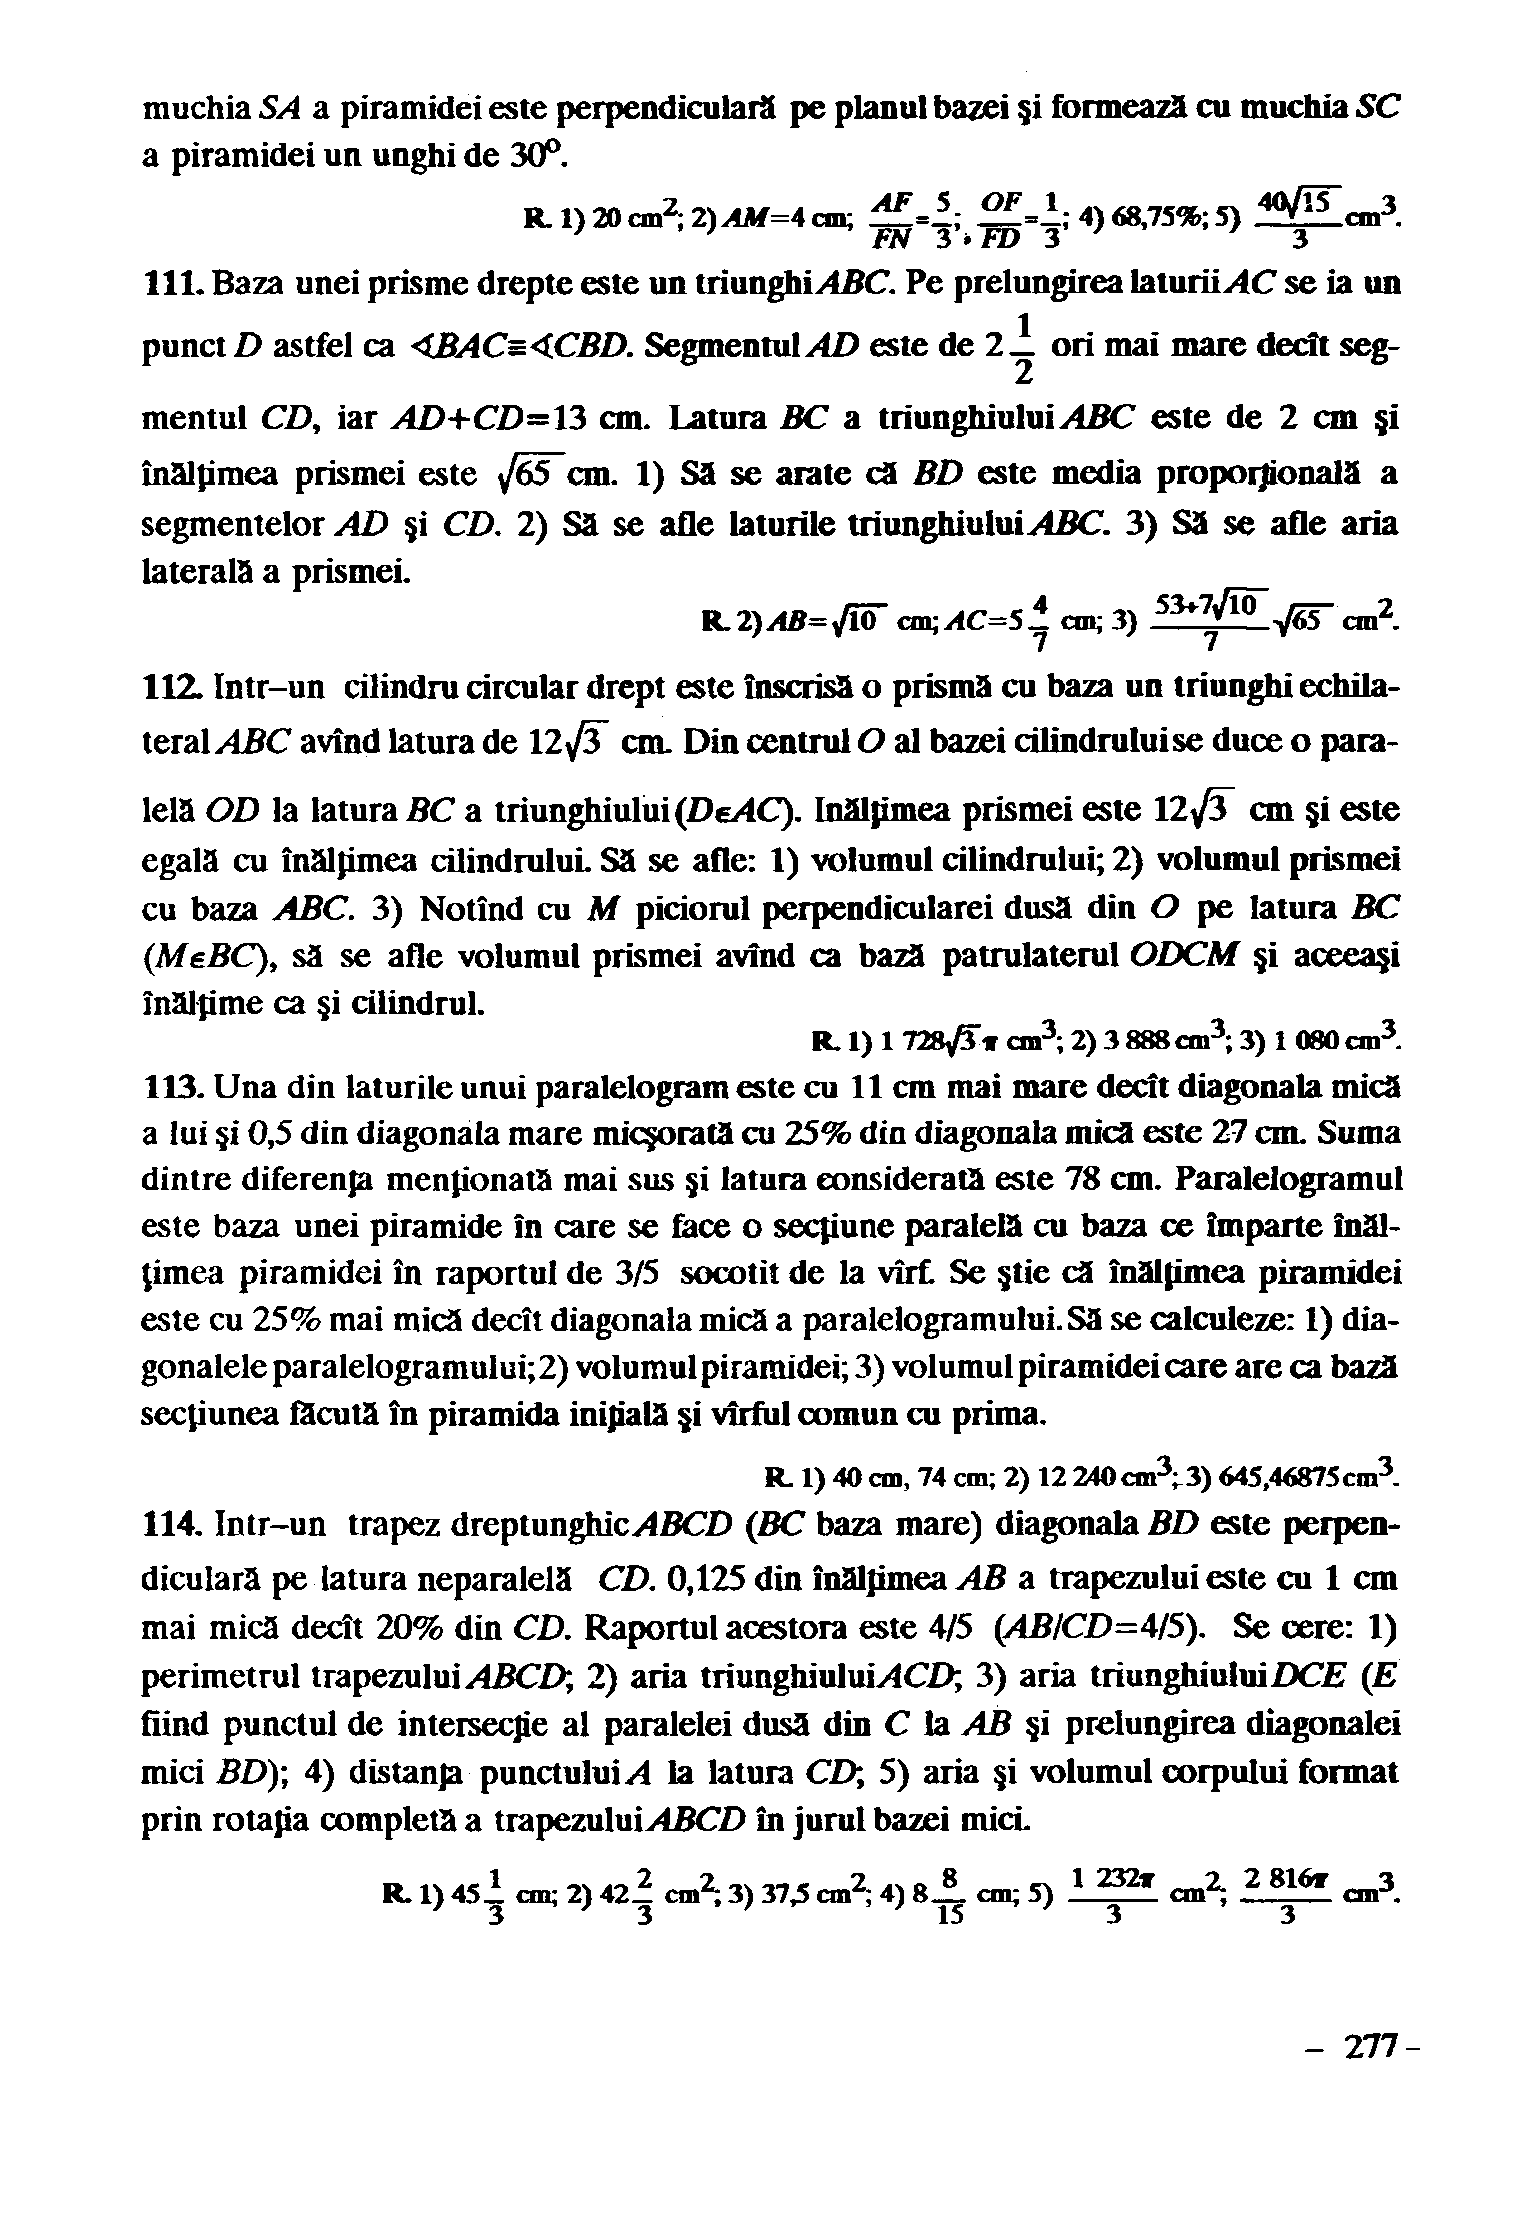 muchia SA a piramidei este perpendiculară pe planul bazei şi formează cu muchia SC
a piramidei un unghi de 30°.
R. 1) 20 cm²; 2) AM=4 cm; AF/FN=5/3; OF/FD=1/3; 4) 68,75%; 5) 40√15/3 cm³.
111. Baza unei prisme drepte este un triunghi ABC. Pe prelungirea laturii AC se ia un
punct D astfel ca ∢BAC≡∢CBD. Segmentul AD este de 2 1/2 ori mai mare decît seg-
mentul CD, iar AD+CD=13 cm. Latura BC a triunghiului ABC este de 2 cm şi
înălţimea prismei este √65 cm. 1) Să se arate că BD este media proporţională a
segmentelor AD şi CD. 2) Să se afle laturile triunghiului ABC. 3) Să se afle aria
laterală a prismei.
R. 2) AB=√10 cm; AC=5 4/7 cm; 3) (53+7√10)/7 √65 cm².
112. Intr–un cilindru circular drept este înscrisă o prismă cu baza un triunghi echila-
teral ABC avînd latura de 12√3 cm. Din centrul O al bazei cilindrului se duce o para-
lelă OD la latura BC a triunghiului (D∈AC). Inălţimea prismei este 12√3 cm şi este
egală cu înălţimea cilindrului. Să se afle: 1) volumul cilindrului; 2) volumul prismei
cu baza ABC. 3) Notînd cu M piciorul perpendicularei dusă din O pe latura BC
(M∈BC), să se afle volumul prismei avînd ca bază patrulaterul ODCM şi aceeaşi
înălţime ca şi cilindrul.
R. 1) 1 728√3π cm³; 2) 3 888 cm³; 3) 1 080 cm³.
113. Una din laturile unui paralelogram este cu 11 cm mai mare decît diagonala mică
a lui şi 0,5 din diagonala mare micşorată cu 25% din diagonala mică este 27 cm. Suma
dintre diferenţa menţionată mai sus şi latura considerată este 78 cm. Paralelogramul
este baza unei piramide în care se face o secţiune paralelă cu baza ce împarte înăl-
ţimea piramidei în raportul de 3/5 socotit de la vîrf. Se ştie că înălţimea piramidei
este cu 25% mai mică decît diagonala mică a paralelogramului. Să se calculeze: 1) dia-
gonalele paralelogramului; 2) volumul piramidei; 3) volumul piramidei care are ca bază
secţiunea făcută în piramida iniţială şi vîrful comun cu prima.
R. 1) 40 cm, 74 cm; 2) 12 240 cm³; 3) 645,46875 cm³.
114. Intr–un trapez dreptunghic ABCD (BC baza mare) diagonala BD este perpen-
diculară pe latura neparalelă CD. 0,125 din înălţimea AB a trapezului este cu 1 cm
mai mică decît 20% din CD. Raportul acestora este 4/5 (AB/CD=4/5). Se cere: 1)
perimetrul trapezului ABCD; 2) aria triunghiului ACD; 3) aria triunghiului DCE (E
fiind punctul de intersecţie al paralelei dusă din C la AB şi prelungirea diagonalei
mici BD); 4) distanţa punctului A la latura CD; 5) aria şi volumul corpului format
prin rotaţia completă a trapezului ABCD în jurul bazei mici.
R. 1) 45 1/3 cm; 2) 42 2/3 cm²; 3) 37,5 cm²; 4) 8 8/15 cm; 5) 1 232π/3 cm²; 2 816π/3 cm³.
– 277 –